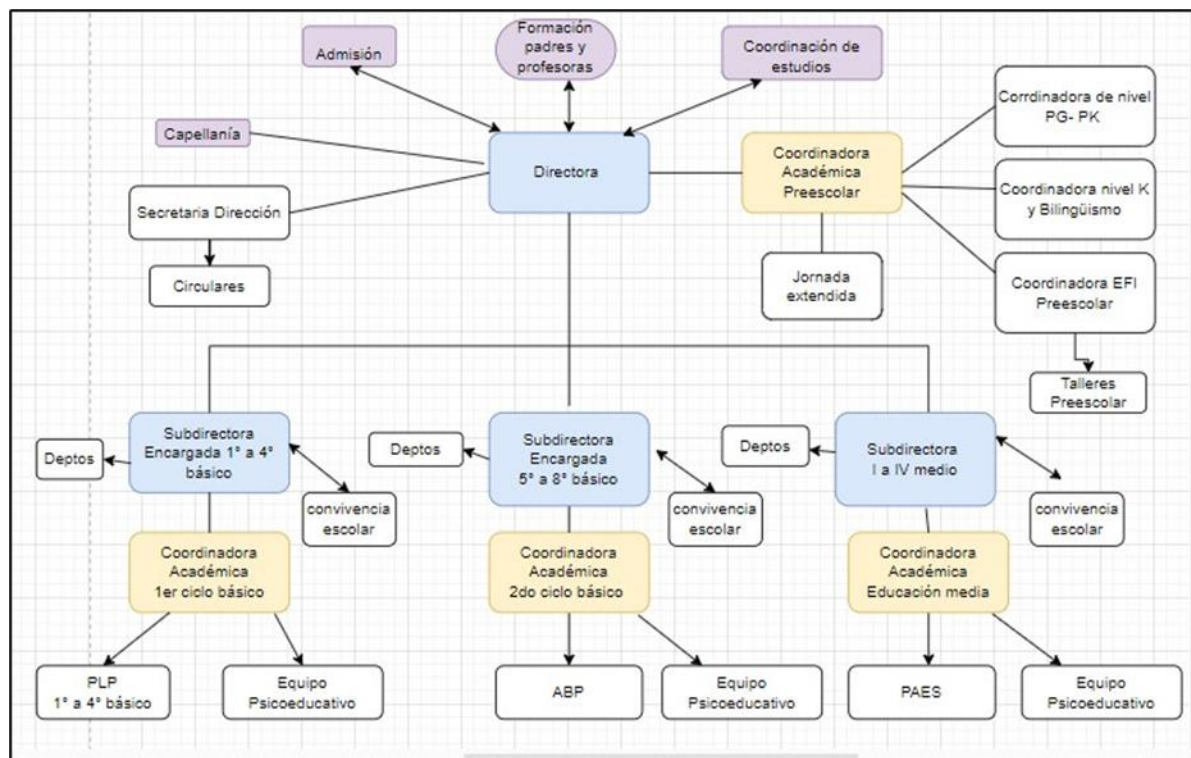 Admisión
Formación
padres y
profesoras
Coordinación de
estudios
Corrdinadora de nivel
PG- PK
Capellanía
Directora
Coordinadora
Académica
Preescolar
Coordinadora nivel K
y Bilingüismo
Secretaria Dirección
Circulares
Jornada
extendida
Coordinadora EFI
Preescolar
Talleres
Preescolar
Deptos
Subdirectora
Encargada 1° a 4°
básico
convivencia
escolar
Deptos
Subdirectora
Encargada
5° a 8° básico
convivencia
escolar
Deptos
Subdirectora
I a IV medio
convivencia
escolar
Coordinadora
Académica
1er ciclo básico
Coordinadora
Académica
2do ciclo básico
Coordinadora
Académica
Educación media
PLP
1° a 4° básico
Equipo
Psicoeducativo
ABP
Equipo
Psicoeducativo
PAES
Equipo
Psicoeducativo